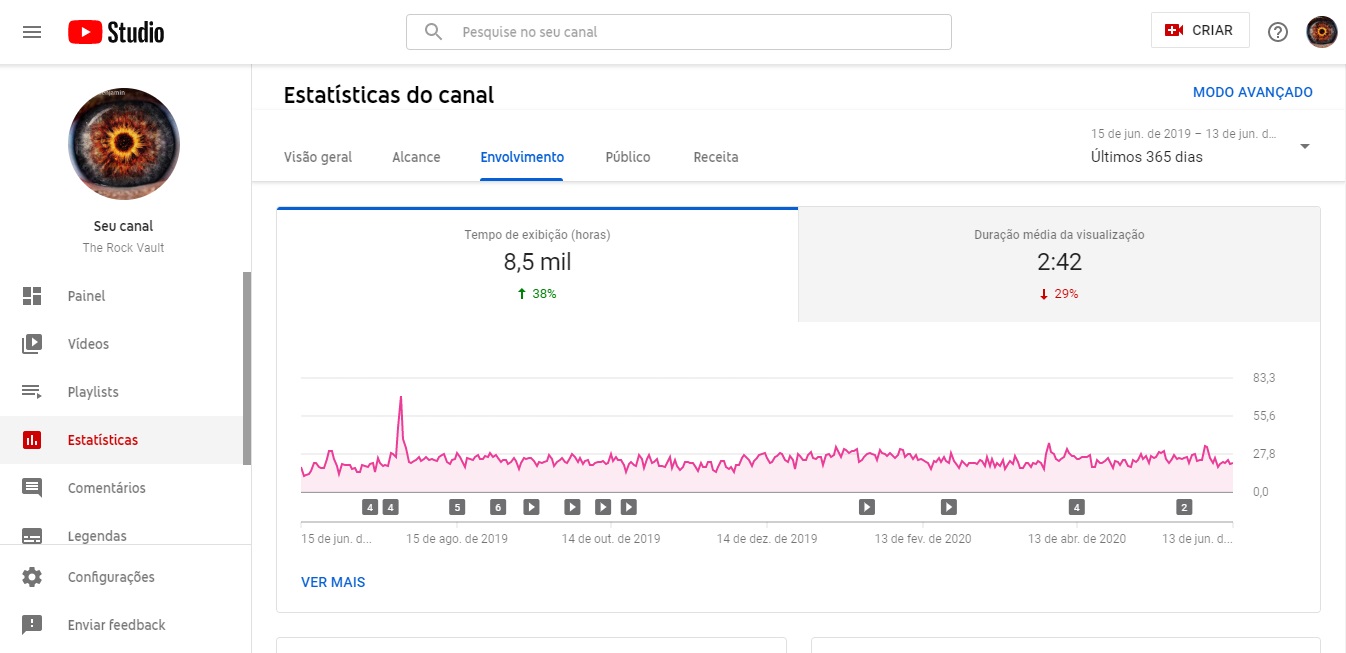 Studio
Pesquise no seu canal
CRIAR
Seu canal
The Rock Vault
Painel
Vídeos
Playlists
Estatísticas
Comentários
Legendas
Configurações
Enviar feedback
Estatísticas do canal
MODO AVANÇADO
Visão geral
Alcance
Envolvimento
Público
Receita
15 de jun. de 2019 – 13 de jun. d...
Últimos 365 dias
Tempo de exibição (horas)
8,5 mil
38%
Duração média da visualização
2:42
29%
83,3
55,6
27,8
0,0
4 4 5 6 4 2
15 de jun. d... 15 de ago. de 2019 14 de out. de 2019 14 de dez. de 2019 13 de fev. de 2020 13 de abr. de 2020 13 de jun. d...
VER MAIS